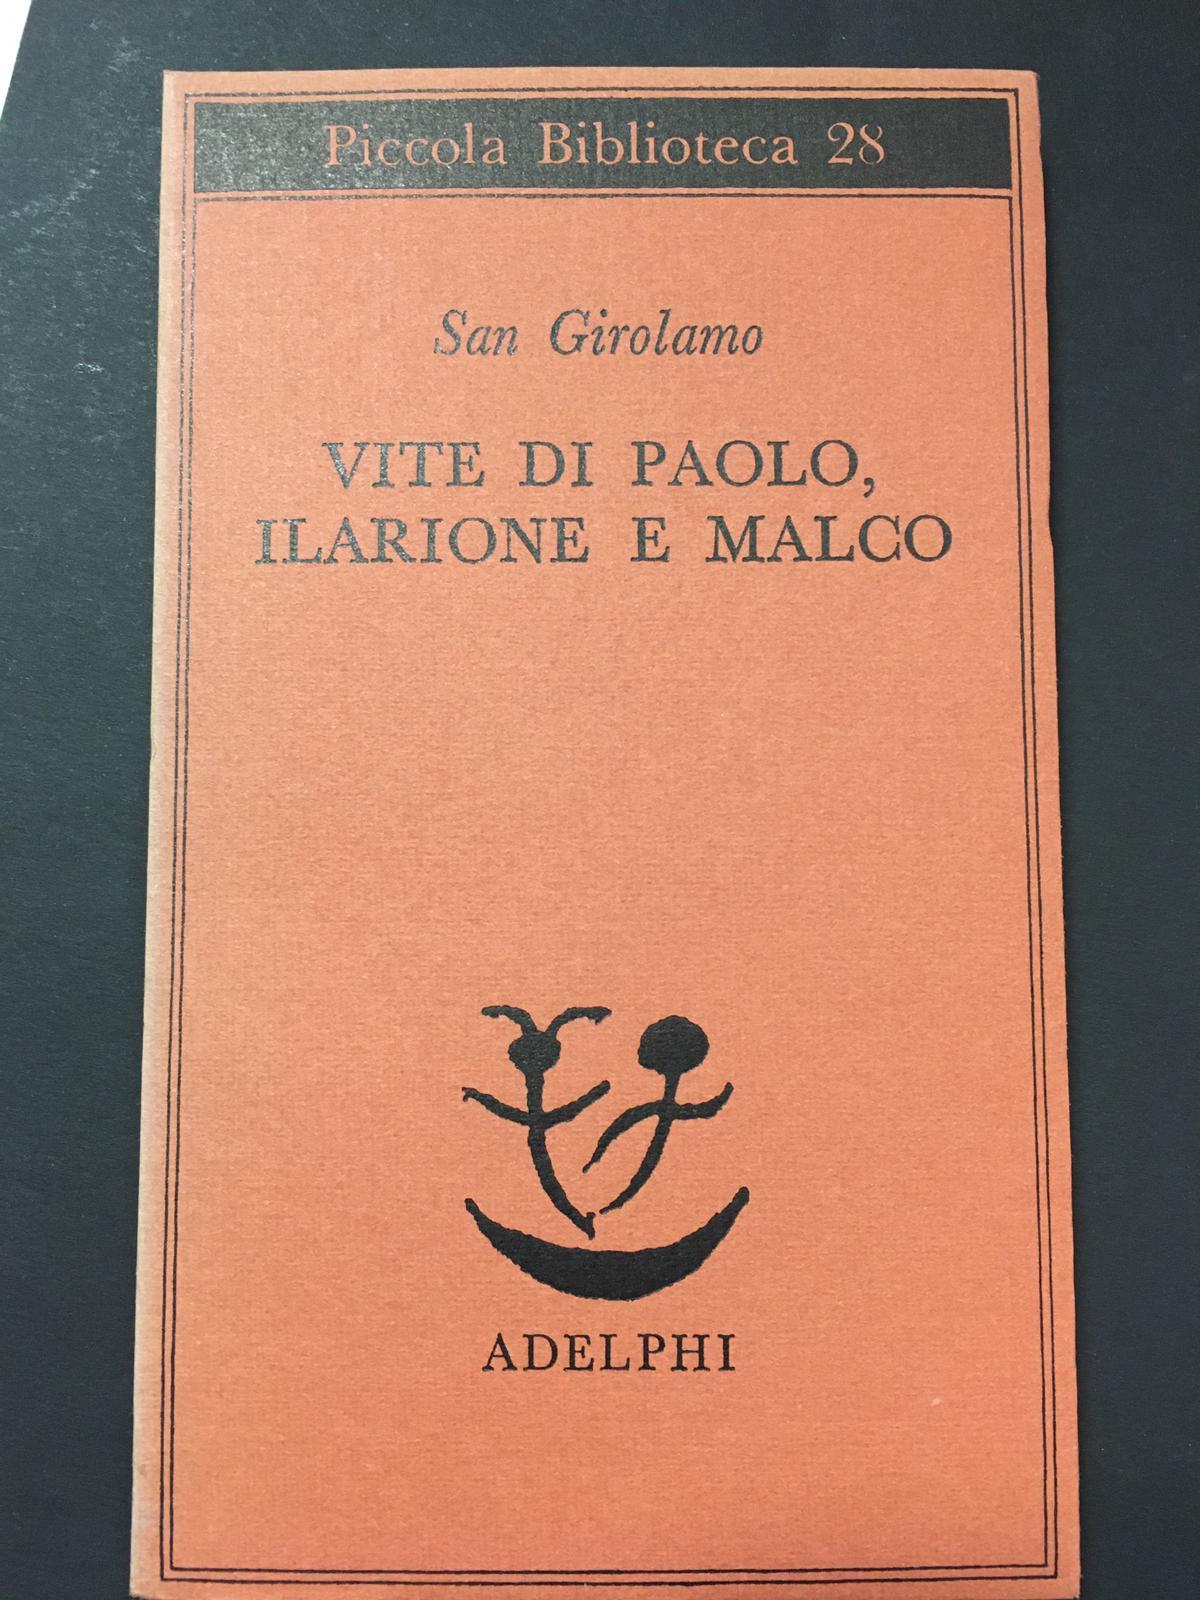 Piccola Biblioteca 28
San Girolamo
VITE DI PAOLO,
ILARIONE E MALCO
ADELPHI